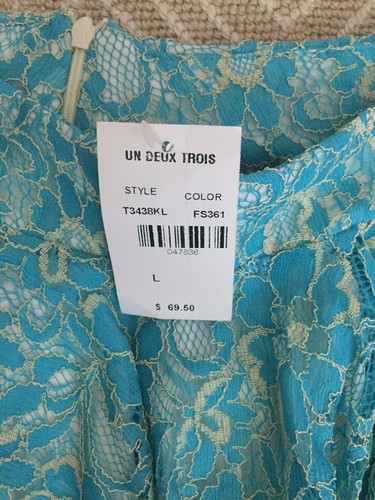 UN DEUX TROIS
STYLE COLOR
T3438KL FS361
047836
L
$ 69.50